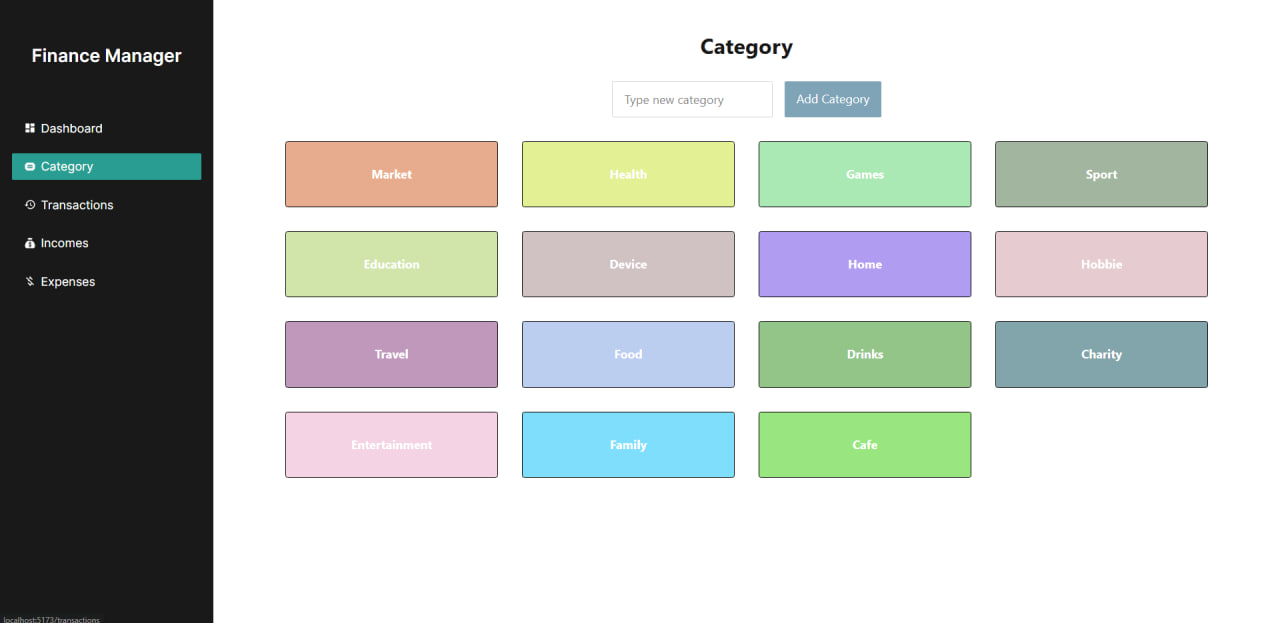 Finance Manager
Dashboard
Category
Transactions
Incomes
Expenses
localhost:5173/transactions
Category
Type new category
Add Category
Market
Health
Games
Sport
Education
Device
Home
Hobbie
Travel
Food
Drinks
Charity
Entertainment
Family
Cafe